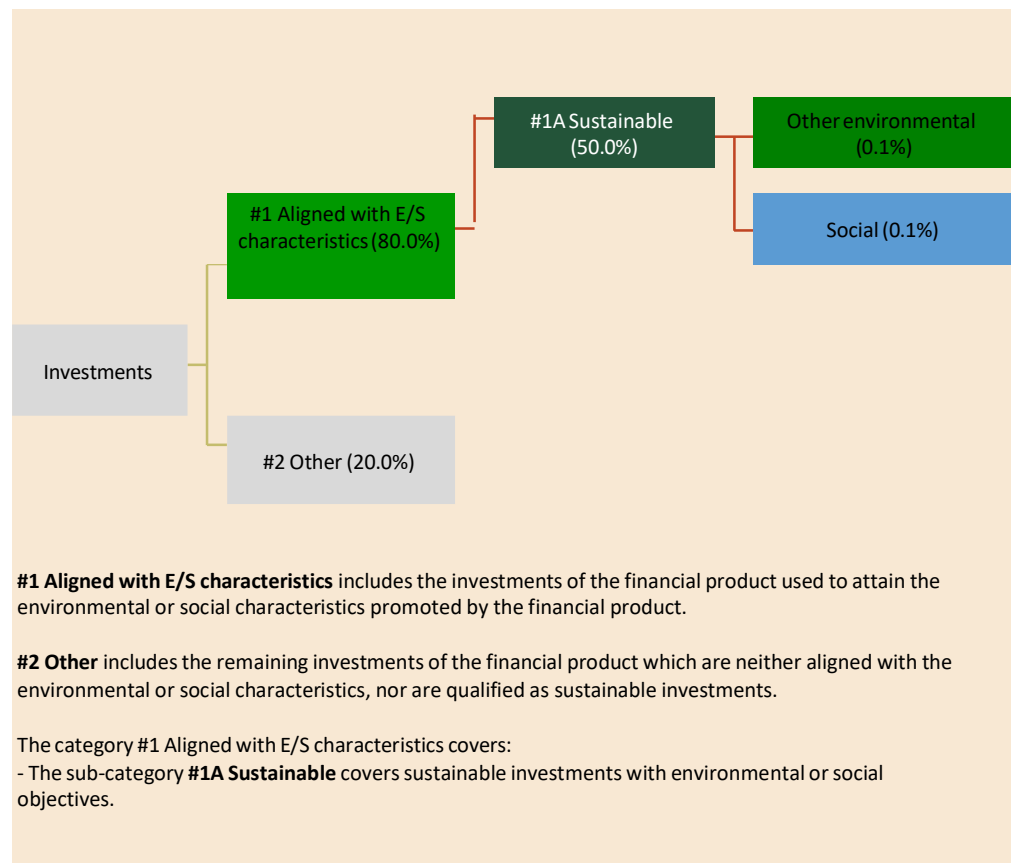 #1A Sustainable
(50.0%)
Other environmental
(0.1%)
#1 Aligned with E/S
characteristics (80.0%)
Social (0.1%)
Investments
#2 Other (20.0%)
#1 Aligned with E/S characteristics includes the investments of the financial product used to attain the
environmental or social characteristics promoted by the financial product.
#2 Other includes the remaining investments of the financial product which are neither aligned with the
environmental or social characteristics, nor are qualified as sustainable investments.
The category #1 Aligned with E/S characteristics covers:
- The sub-category #1A Sustainable covers sustainable investments with environmental or social
objectives.